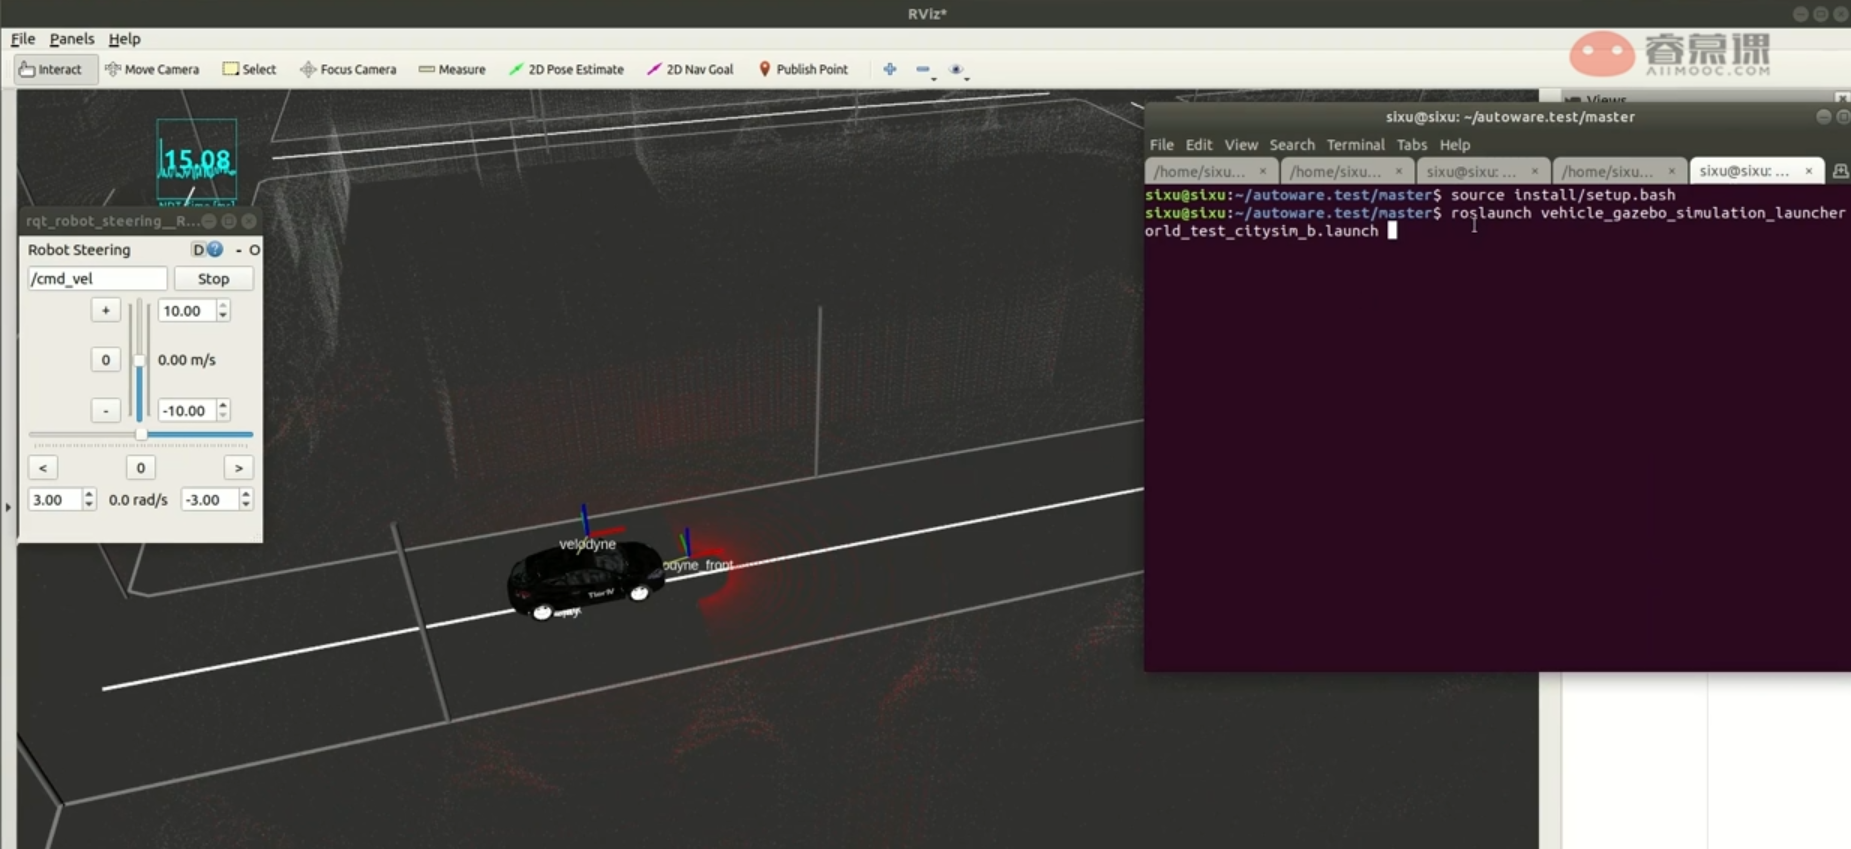 RViz*
File Panels Help
Interact Move Camera Select Focus Camera Measure 2D Pose Estimate 2D Nav Goal Publish Point
睿慕课
AIIMOOC.COM
Views
15.08
rqt_robot_steering__R...
Robot Steering D - O
/cmd_vel Stop
+ 10.00
0 0.00 m/s
- -10.00
< 0 >
3.00 0.0 rad/s -3.00
velodyne
odyne_front
Tier IV
sixu@sixu: ~/autoware.test/master
File Edit View Search Terminal Tabs Help
/home/sixu... × /home/sixu... × sixu@sixu: ... × /home/sixu... × sixu@sixu: ... ×
sixu@sixu:~/autoware.test/master$ source install/setup.bash
sixu@sixu:~/autoware.test/master$ roslaunch vehicle_gazebo_simulation_launcher
orld_test_citysim_b.launch